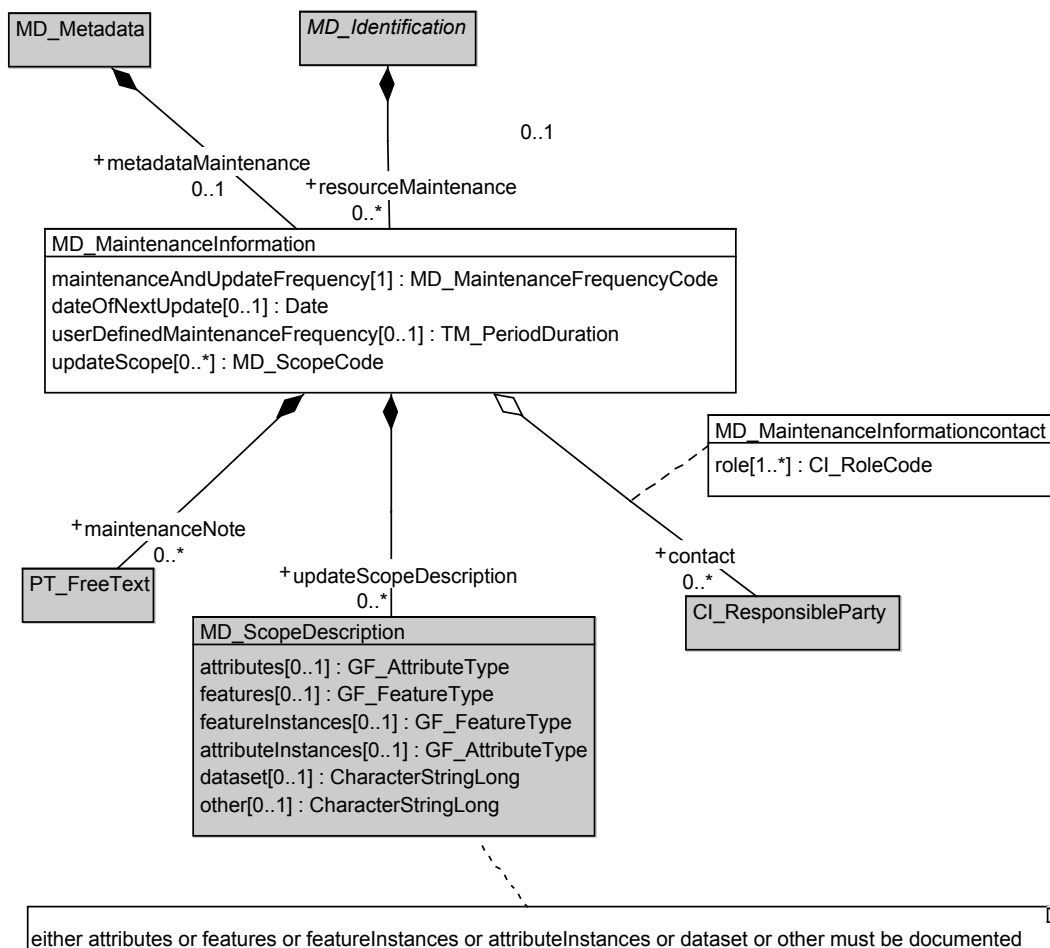 MD_Metadata
MD_Identification
0..1
+metadataMaintenance
0..1
+resourceMaintenance
0..*
MD_MaintenanceInformation
maintenanceAndUpdateFrequency[1] : MD_MaintenanceFrequencyCode
dateOfNextUpdate[0..1] : Date
userDefinedMaintenanceFrequency[0..1] : TM_PeriodDuration
updateScope[0..*] : MD_ScopeCode
MD_MaintenanceInformationcontact
role[1..*] : CI_RoleCode
+maintenanceNote
0..*
PT_FreeText
+updateScopeDescription
0..*
+contact
0..*
CI_ResponsibleParty
MD_ScopeDescription
attributes[0..1] : GF_AttributeType
features[0..1] : GF_FeatureType
featureInstances[0..1] : GF_FeatureType
attributeInstances[0..1] : GF_AttributeType
dataset[0..1] : CharacterStringLong
other[0..1] : CharacterStringLong
either attributes or features or featureInstances or attributeInstances or dataset or other must be documented